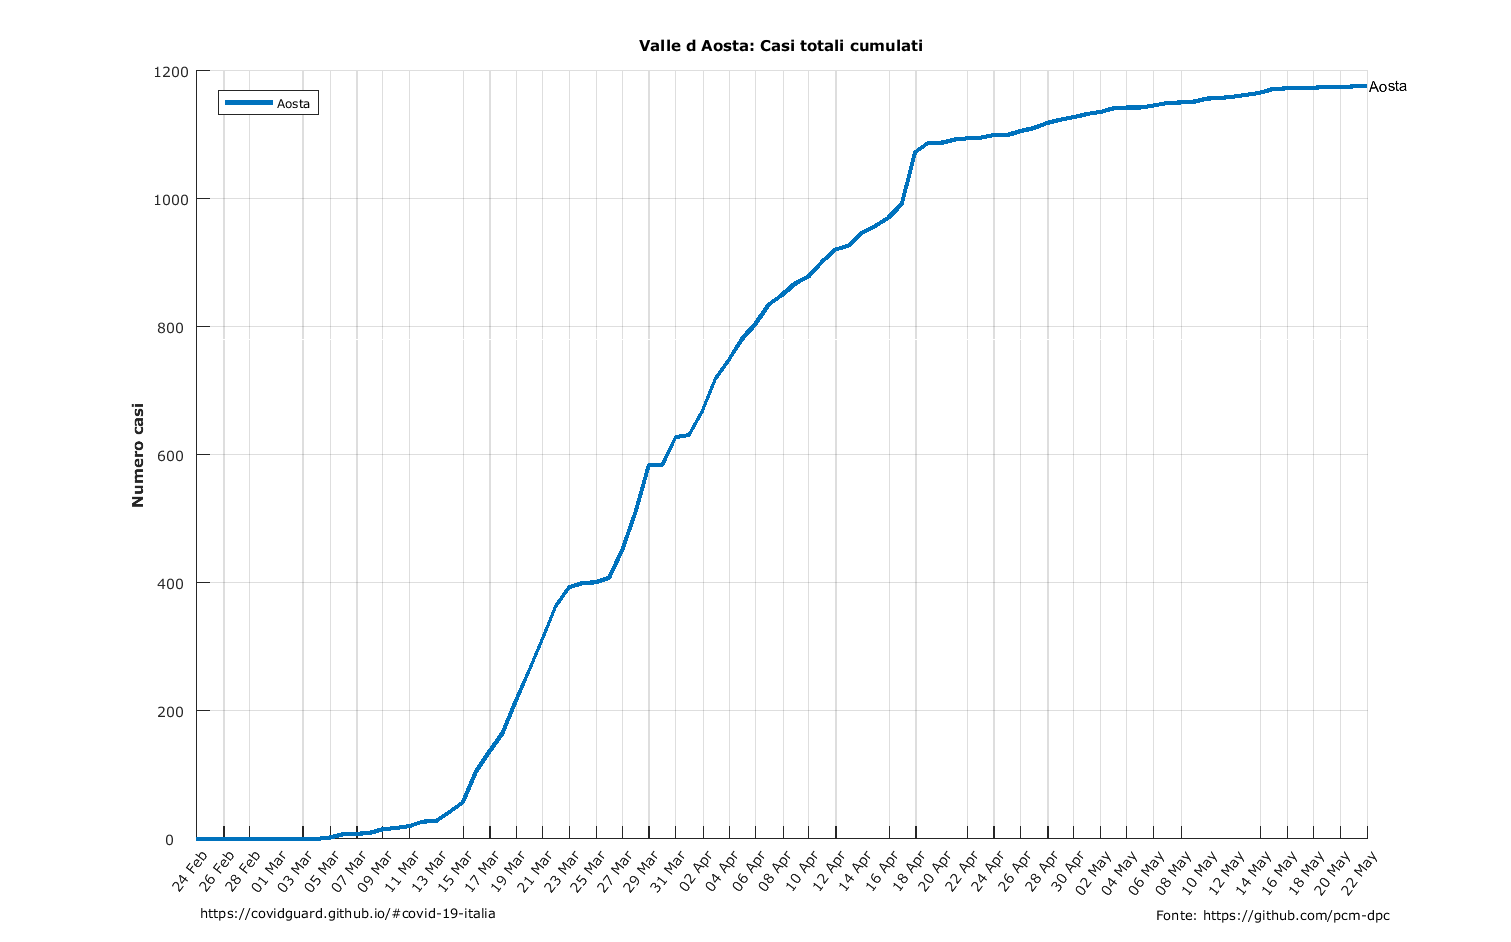 Valle d Aosta: Casi totali cumulati
Numero casi
1200
1000
800
600
400
200
0
Aosta
Aosta
24 Feb
26 Feb
28 Feb
01 Mar
03 Mar
05 Mar
07 Mar
09 Mar
11 Mar
13 Mar
15 Mar
17 Mar
19 Mar
21 Mar
23 Mar
25 Mar
27 Mar
29 Mar
31 Mar
02 Apr
04 Apr
06 Apr
08 Apr
10 Apr
12 Apr
14 Apr
16 Apr
18 Apr
20 Apr
22 Apr
24 Apr
26 Apr
28 Apr
30 Apr
02 May
04 May
06 May
08 May
10 May
12 May
14 May
16 May
18 May
20 May
22 May
https://covidguard.github.io/#covid-19-italia
Fonte: https://github.com/pcm-dpc